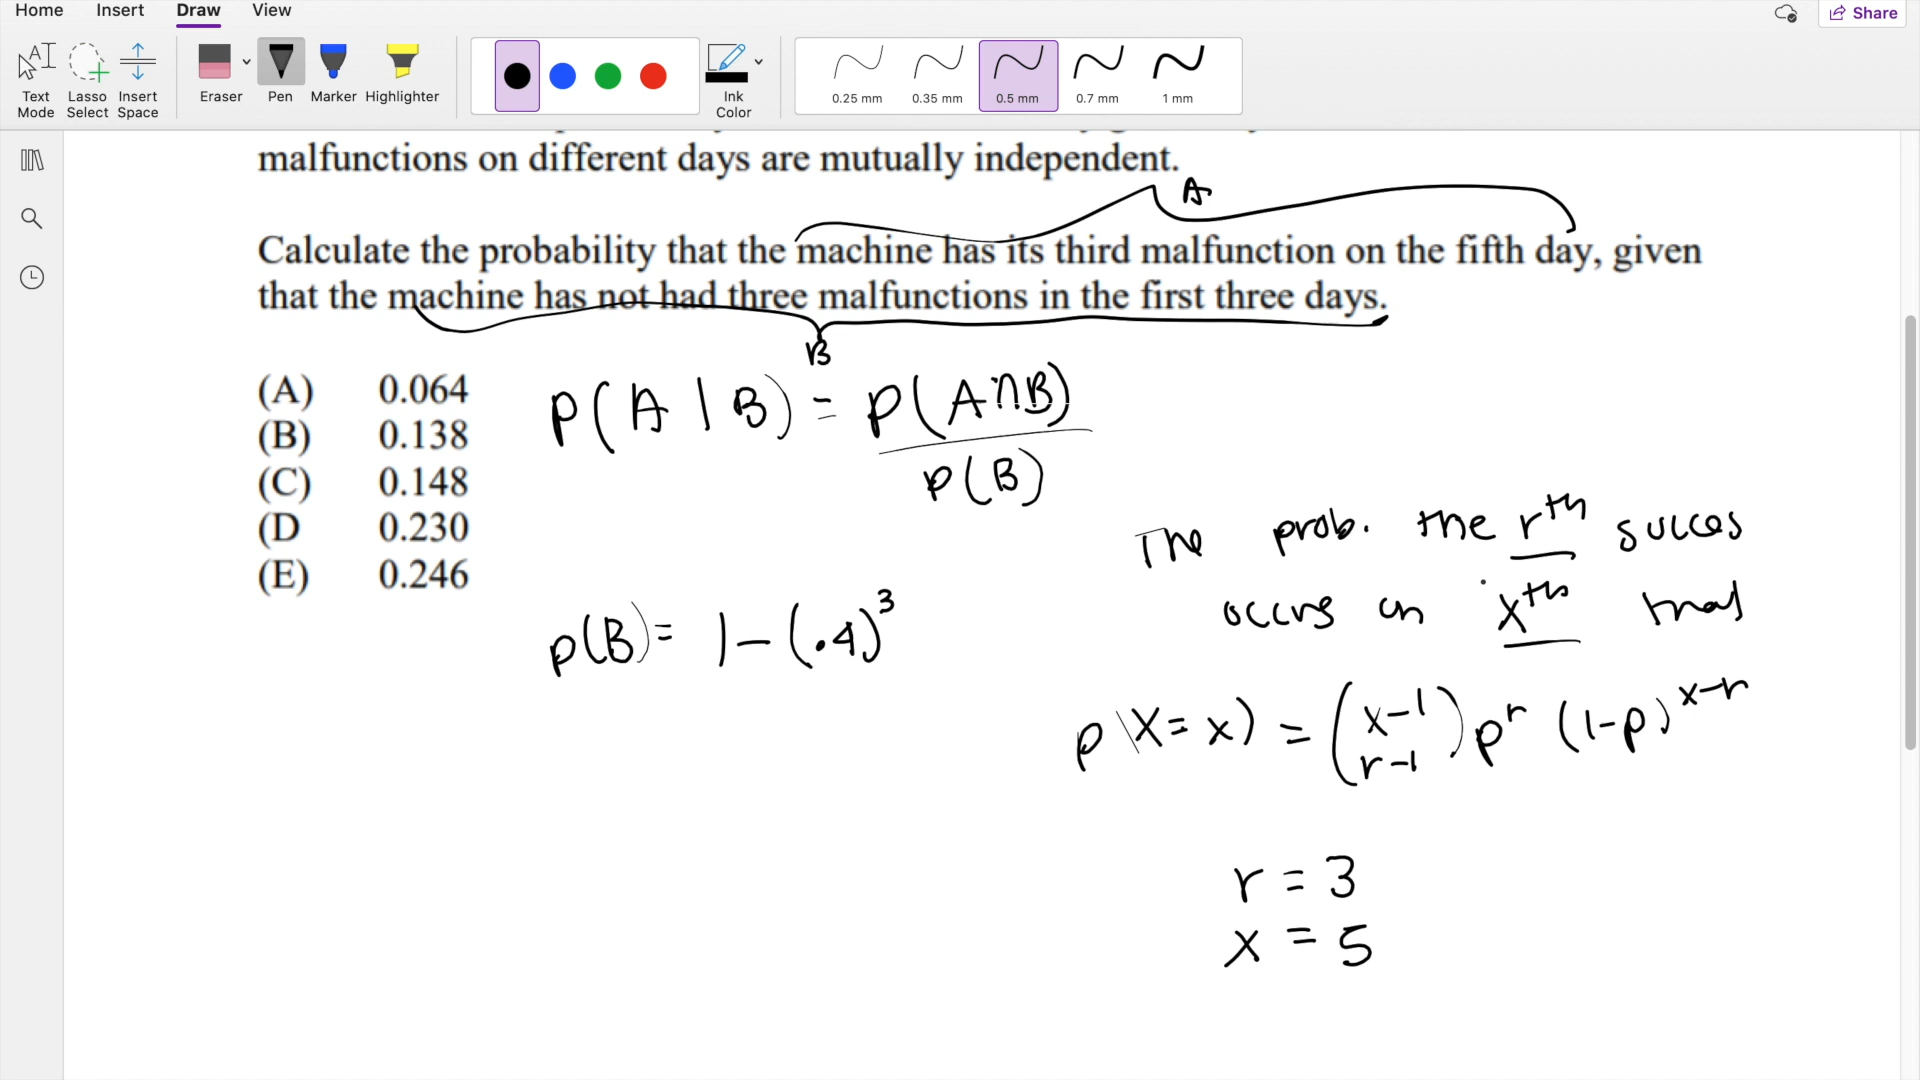 Home Insert Draw View
Share
Text Mode
Lasso Select
Insert Space
Eraser
Pen
Marker
Highlighter
Ink Color
0.25 mm
0.35 mm
0.5 mm
0.7 mm
1 mm
malfunctions on different days are mutually independent.
A
Calculate the probability that the machine has its third malfunction on the fifth day, given
that the machine has not had three malfunctions in the first three days.
B
(A) 0.064
(B) 0.138
(C) 0.148
(D 0.230
(E) 0.246
P(A | B) = P(A∩B)
P(B)
The prob. the rᵗʰ succes
occurs on xᵗʰ trial
P(B) = 1 - (.4)³
P(X = x) = (x-1 r-1) pʳ (1-p)ˣ⁻ʳ
r = 3
x = 5